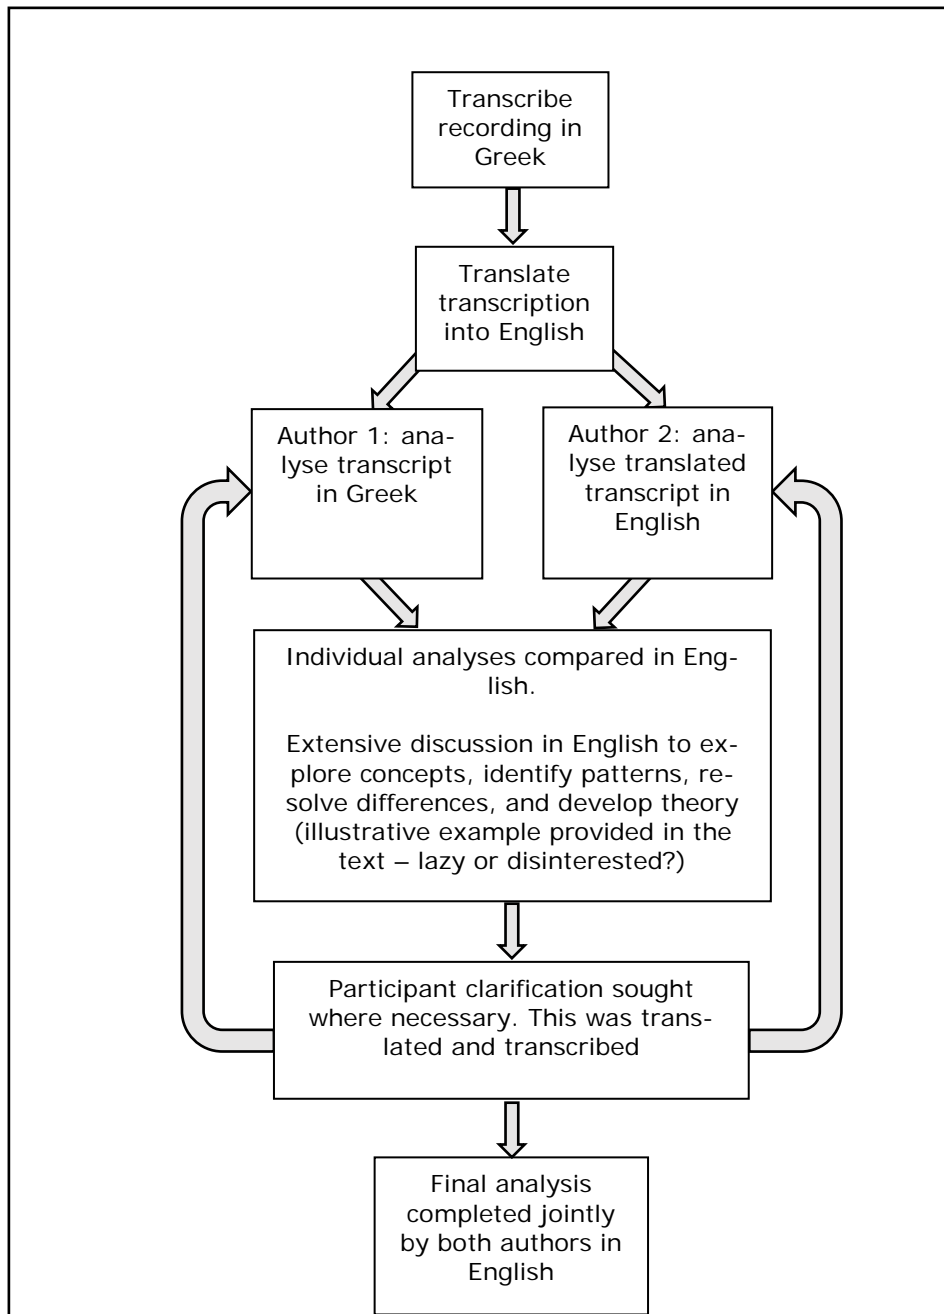 Transcribe
recording in
Greek
Translate
transcription
into English
Author 1: ana-
lyse transcript
in Greek
Author 2: ana-
lyse translated
transcript in
English
Individual analyses compared in Eng-
lish.
Extensive discussion in English to ex-
plore concepts, identify patterns, re-
solve differences, and develop theory
(illustrative example provided in the
text – lazy or disinterested?)
Participant clarification sought
where necessary. This was trans-
lated and transcribed
Final analysis
completed jointly
by both authors in
English